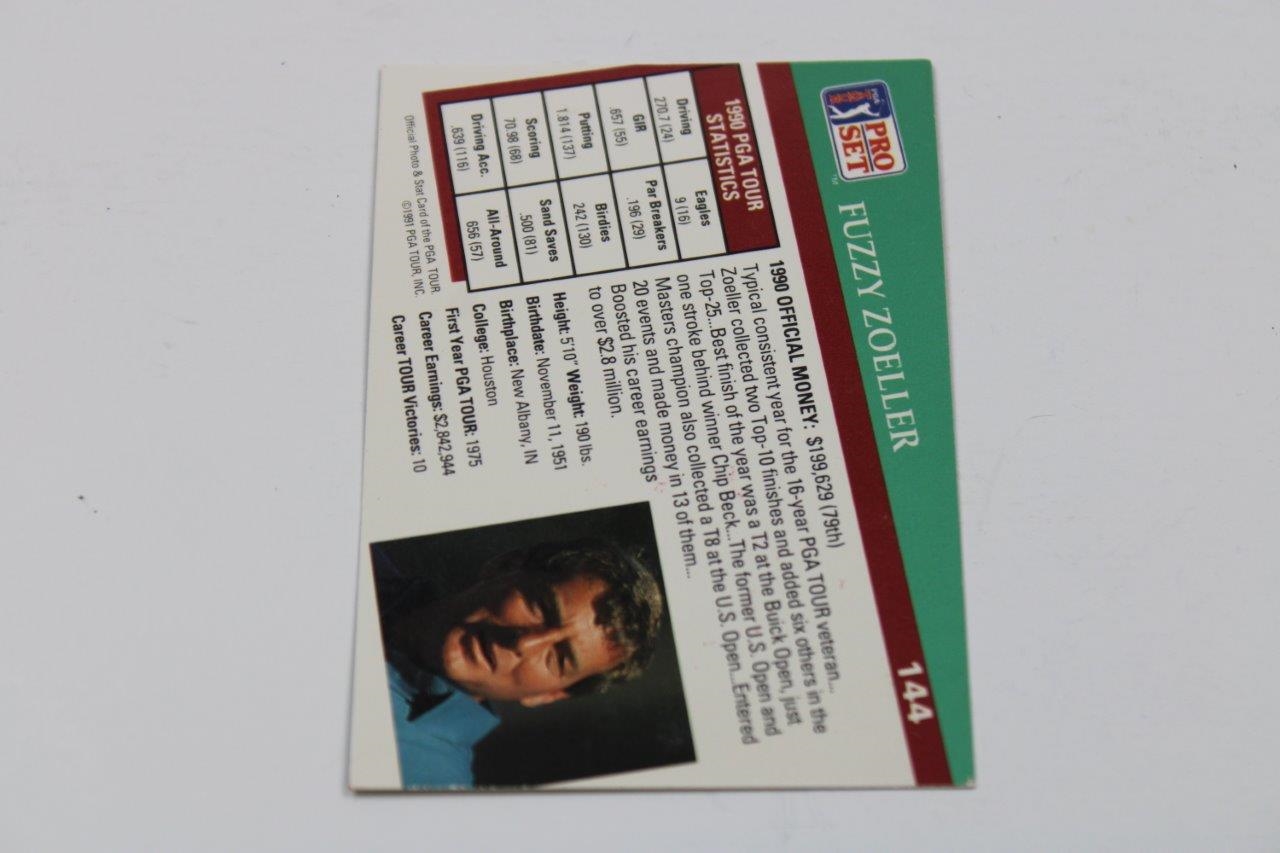 PGA TOUR
PRO
SET
TM
FUZZY ZOELLER
144
1990 PGA TOUR
STATISTICS
Driving
270.7 (24)
Eagles
9 (16)
GIR
.657 (55)
Par Breakers
.196 (29)
Putting
1.814 (137)
Birdies
242 (130)
Scoring
70.98 (68)
Sand Saves
.500 (81)
Driving Acc.
.639 (116)
All-Around
656 (57)
Official Photo & Stat Card of the PGA TOUR.
©1991 PGA TOUR, INC.
1990 OFFICIAL MONEY: $199,629 (79th)
Typical consistent year for the 16-year PGA TOUR veteran...
Zoeller collected two Top-10 finishes and added six others in the
Top-25...Best finish of the year was a T2 at the Buick Open, just
one stroke behind winner Chip Beck...The former U.S. Open and
Masters champion also collected a T8 at the U.S. Open...Entered
20 events and made money in 13 of them...
Boosted his career earnings
to over $2.8 million.
Height: 5'10" Weight: 190 lbs.
Birthdate: November 11, 1951
Birthplace: New Albany, IN
College: Houston
First Year PGA TOUR: 1975
Career Earnings: $2,842,944
Career TOUR Victories: 10